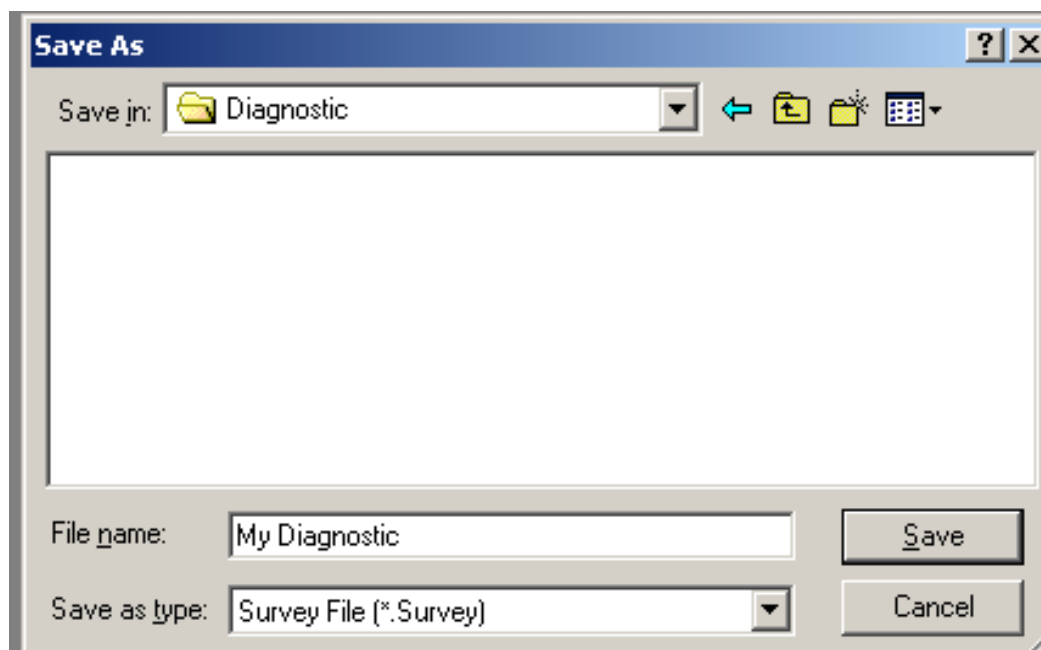 Save As
Save in: Diagnostic
File name: My Diagnostic Save
Save as type: Survey File (*.Survey) Cancel